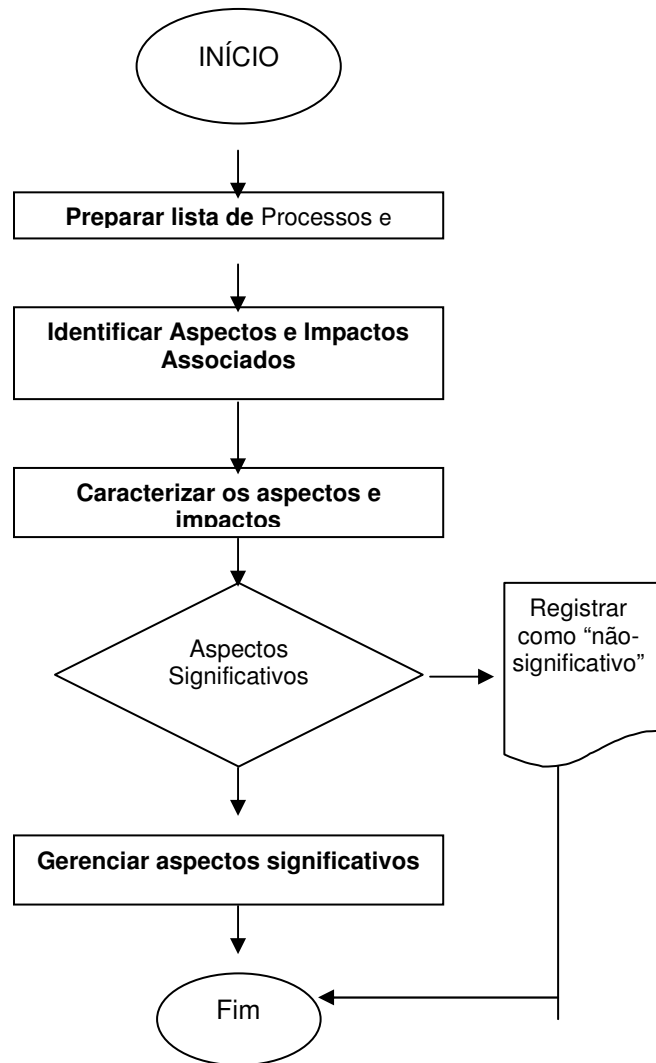 INÍCIO
Preparar lista de Processos e
Identificar Aspectos e Impactos
Associados
Caracterizar os aspectos e
impactos
Aspectos
Significativos
Registrar
como “não-
significativo”
Gerenciar aspectos significativos
Fim